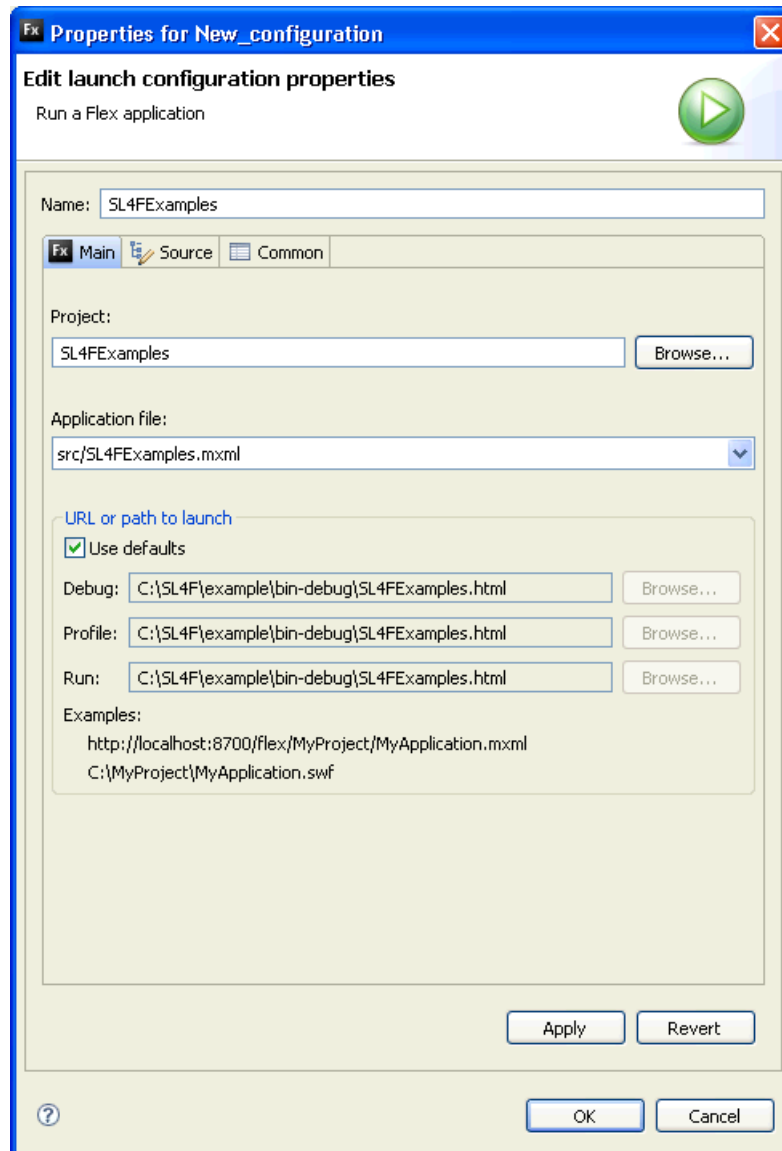 Fx Properties for New_configuration
Edit launch configuration properties
Run a Flex application
Name: SL4FExamples
Fx Main Source Common
Project:
SL4FExamples Browse...
Application file:
src/SL4FExamples.mxml
URL or path to launch
Use defaults
Debug: C:\SL4F\example\bin-debug\SL4FExamples.html Browse...
Profile: C:\SL4F\example\bin-debug\SL4FExamples.html Browse...
Run: C:\SL4F\example\bin-debug\SL4FExamples.html Browse...
Examples:
http://localhost:8700/flex/MyProject/MyApplication.mxml
C:\MyProject\MyApplication.swf
Apply Revert
? OK Cancel